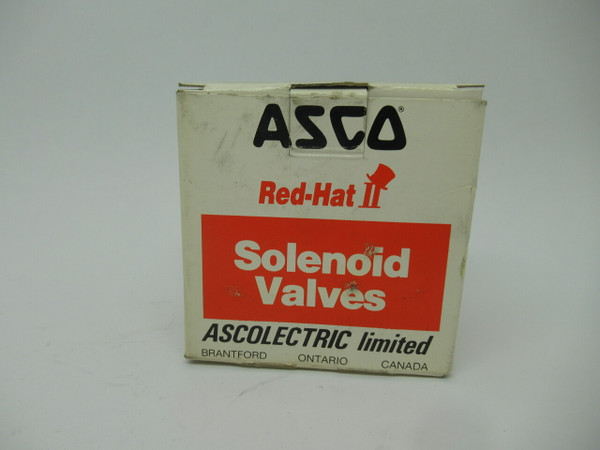 ASCO®
Red-Hat II
Solenoid
Valves
ASCOLECTRIC limited
BRANTFORD ONTARIO CANADA